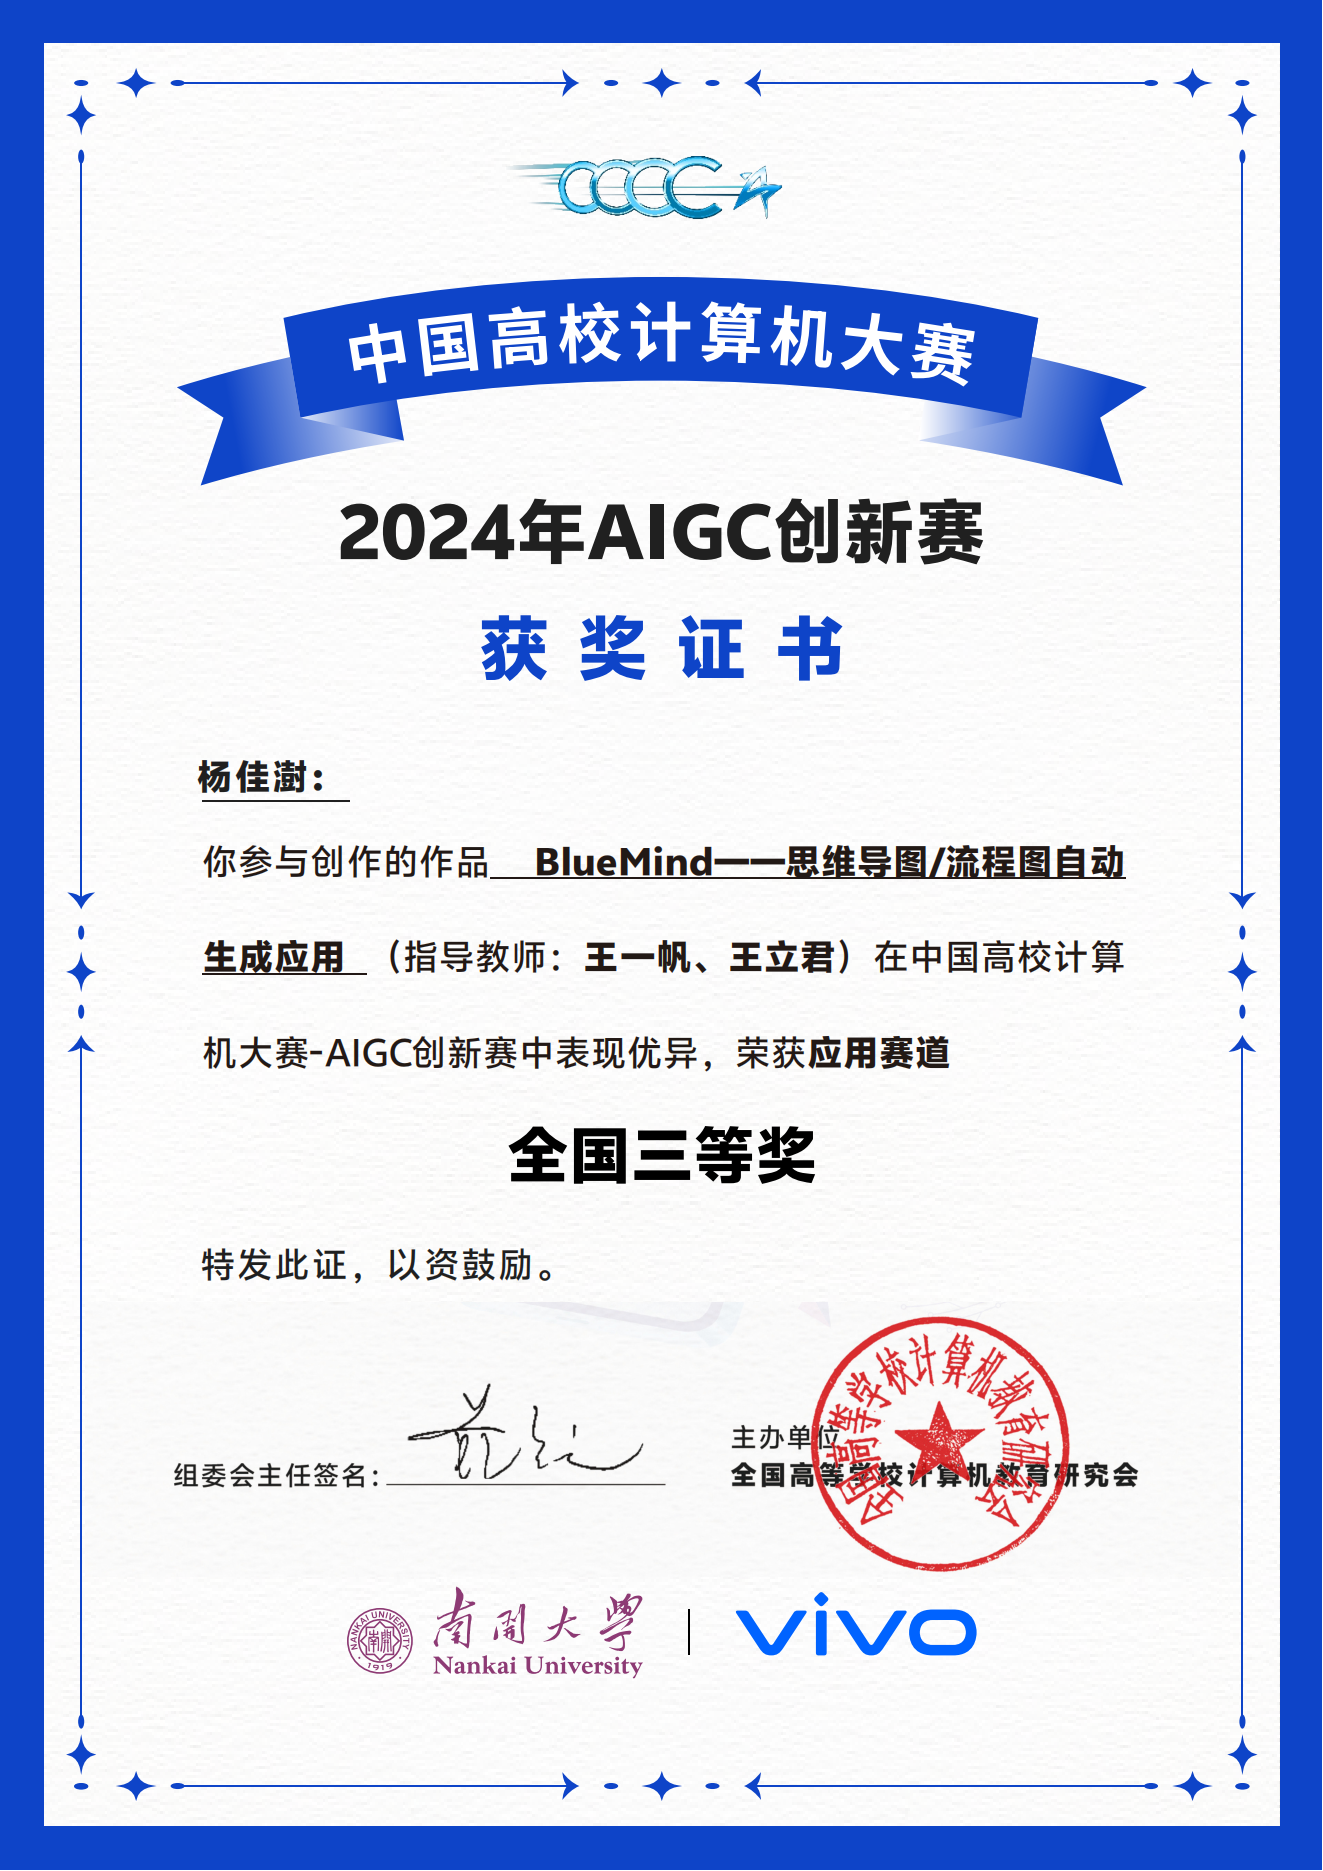 CCCC
中国高校计算机大赛
2024年AIGC创新赛
获奖证书
杨佳澍：
你参与创作的作品 BlueMind——思维导图/流程图自动
生成应用 （指导教师：王一帆、王立君）在中国高校计算
机大赛-AIGC创新赛中表现优异，荣获应用赛道
全国三等奖
特发此证，以资鼓励。
组委会主任签名：
主办单位
全国高等学校计算机教育研究会
全国高等学校计算机教育研究会
NANKAI UNIVERSITY
南開
1919
南開大學
Nankai University
vivo